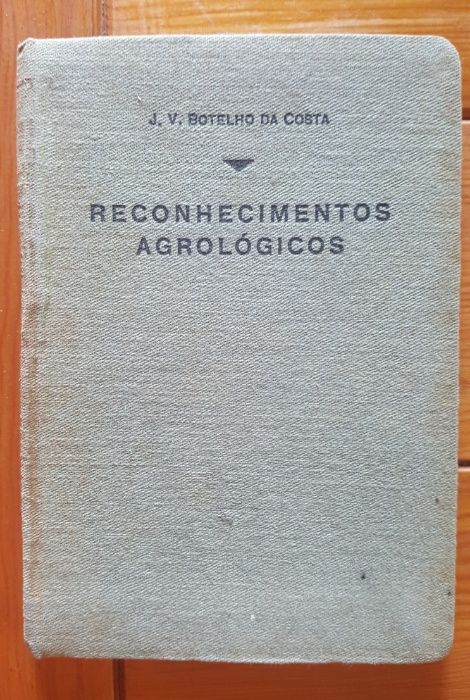 J. V. BOTELHO DA COSTA
RECONHECIMENTOS
AGROLÓGICOS